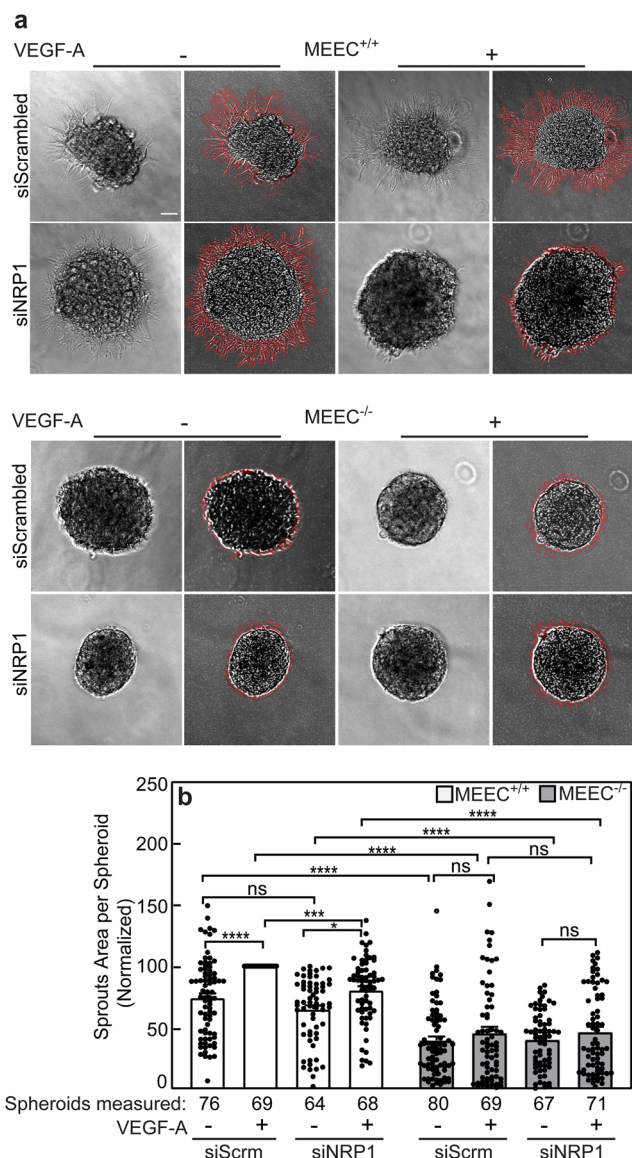 a
VEGF-A - MEEC+/+ +
siScrambled
siNRP1
VEGF-A - MEEC-/- +
siScrambled
siNRP1
b
MEEC+/+ MEEC-/-
Sprouts Area per Spheroid
(Normalized)
250
200
150
100
50
0
****
****
**** ns
**** ns
ns
***
**** * ns
Spheroids measured: 76 69 64 68 80 69 67 71
VEGF-A - + - + - + - +
siScrm siNRP1 siScrm siNRP1